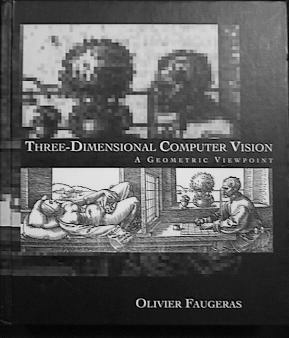 THREE-DIMENSIONAL COMPUTER VISION
A GEOMETRIC VIEWPOINT
OLIVIER FAUGERAS